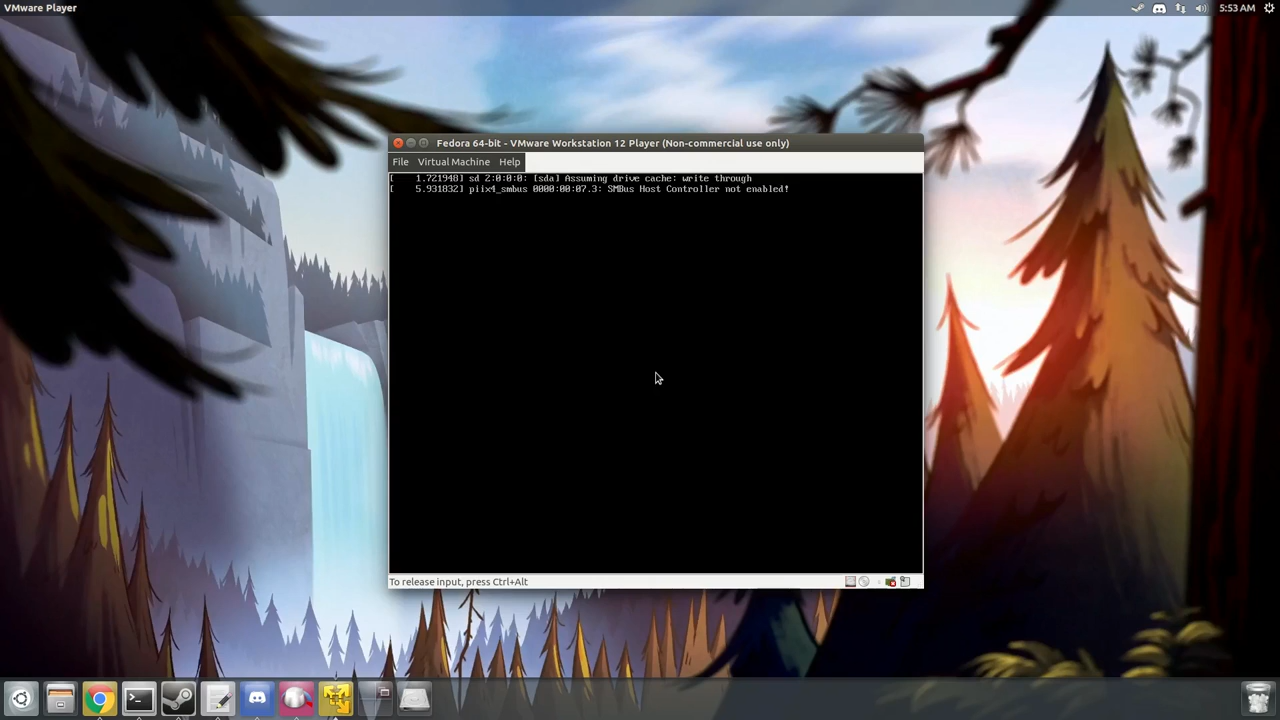 VMware Player
5:53 AM
Fedora 64-bit - VMware Workstation 12 Player (Non-commercial use only)
File Virtual Machine Help
[    1.721948] sd 2:0:0:0: [sda] Assuming drive cache: write through
[    5.931832] piix4_smbus 0000:00:07.3: SMBus Host Controller not enabled!
To release input, press Ctrl+Alt